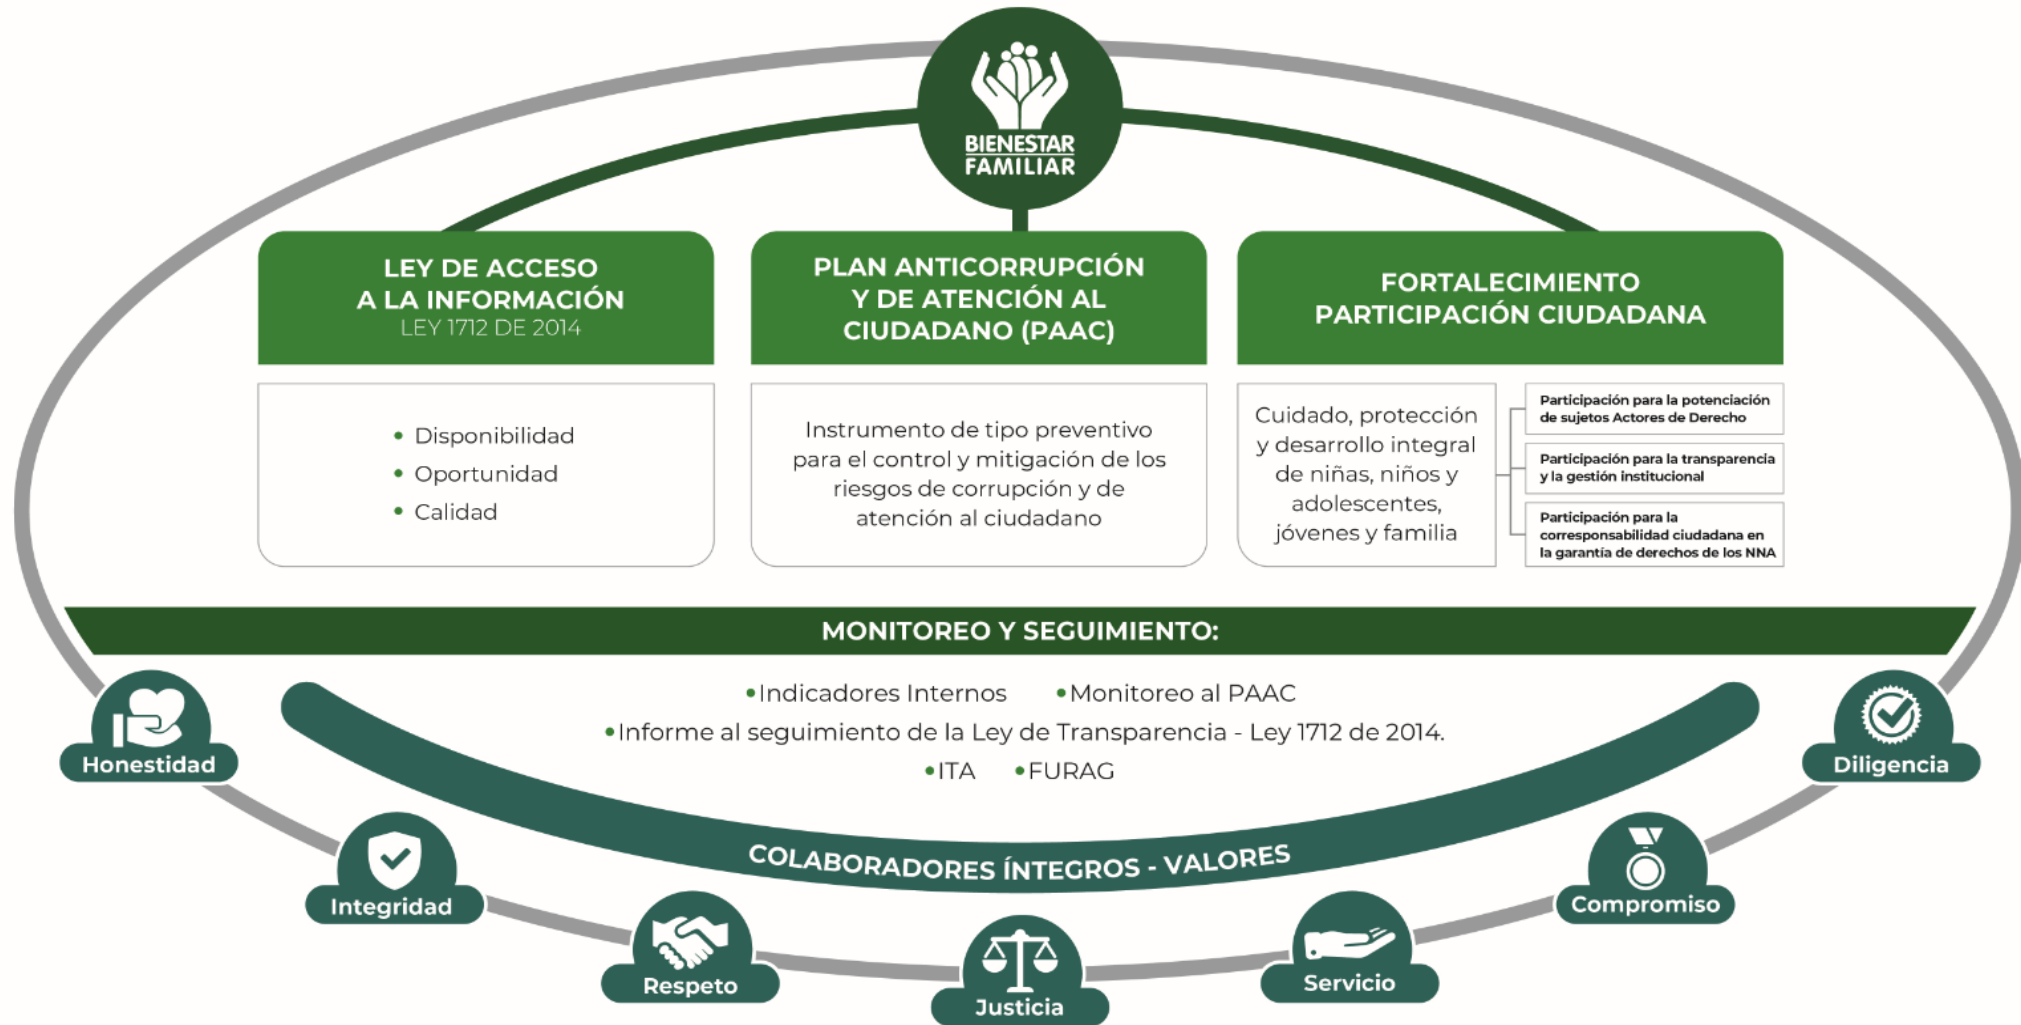 BIENESTAR
FAMILIAR
LEY DE ACCESO
A LA INFORMACIÓN
LEY 1712 DE 2014
• Disponibilidad
• Oportunidad
• Calidad
PLAN ANTICORRUPCIÓN
Y DE ATENCIÓN AL
CIUDADANO (PAAC)
Instrumento de tipo preventivo
para el control y mitigación de los
riesgos de corrupción y de
atención al ciudadano
FORTALECIMIENTO
PARTICIPACIÓN CIUDADANA
Cuidado, protección
y desarrollo integral
de niñas, niños y
adolescentes,
jóvenes y familia
Participación para la potenciación
de sujetos Actores de Derecho
Participación para la transparencia
y la gestión institucional
Participación para la
corresponsabilidad ciudadana en
la garantía de derechos de los NNA
MONITOREO Y SEGUIMIENTO:
•Indicadores Internos •Monitoreo al PAAC
•Informe al seguimiento de la Ley de Transparencia - Ley 1712 de 2014.
•ITA •FURAG
COLABORADORES ÍNTEGROS - VALORES
Honestidad
Integridad
Respeto
Justicia
Servicio
Compromiso
Diligencia